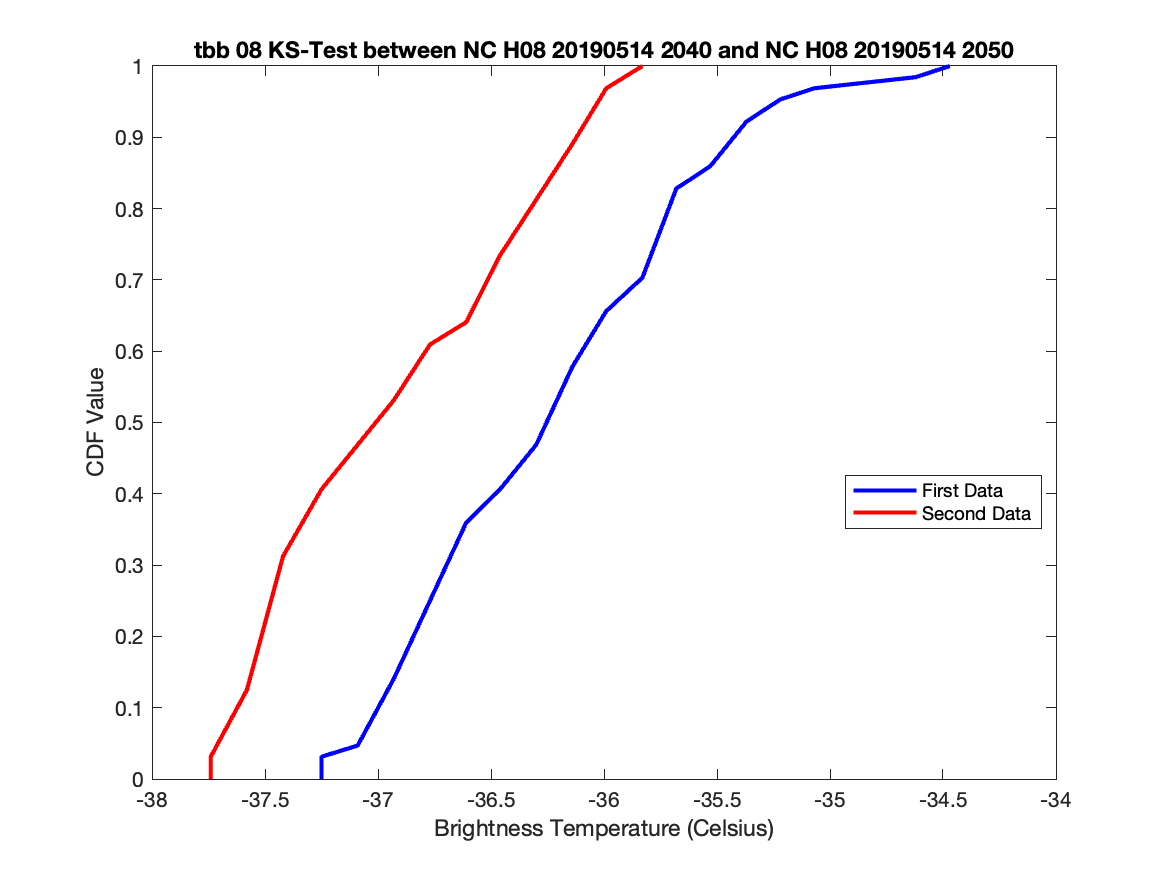 tbb 08 KS-Test between NC H08 20190514 2040 and NC H08 20190514 2050
1
0.9
0.8
0.7
0.6
0.5
0.4
0.3
0.2
0.1
0
CDF Value
First Data
Second Data
-38 -37.5 -37 -36.5 -36 -35.5 -35 -34.5 -34
Brightness Temperature (Celsius)